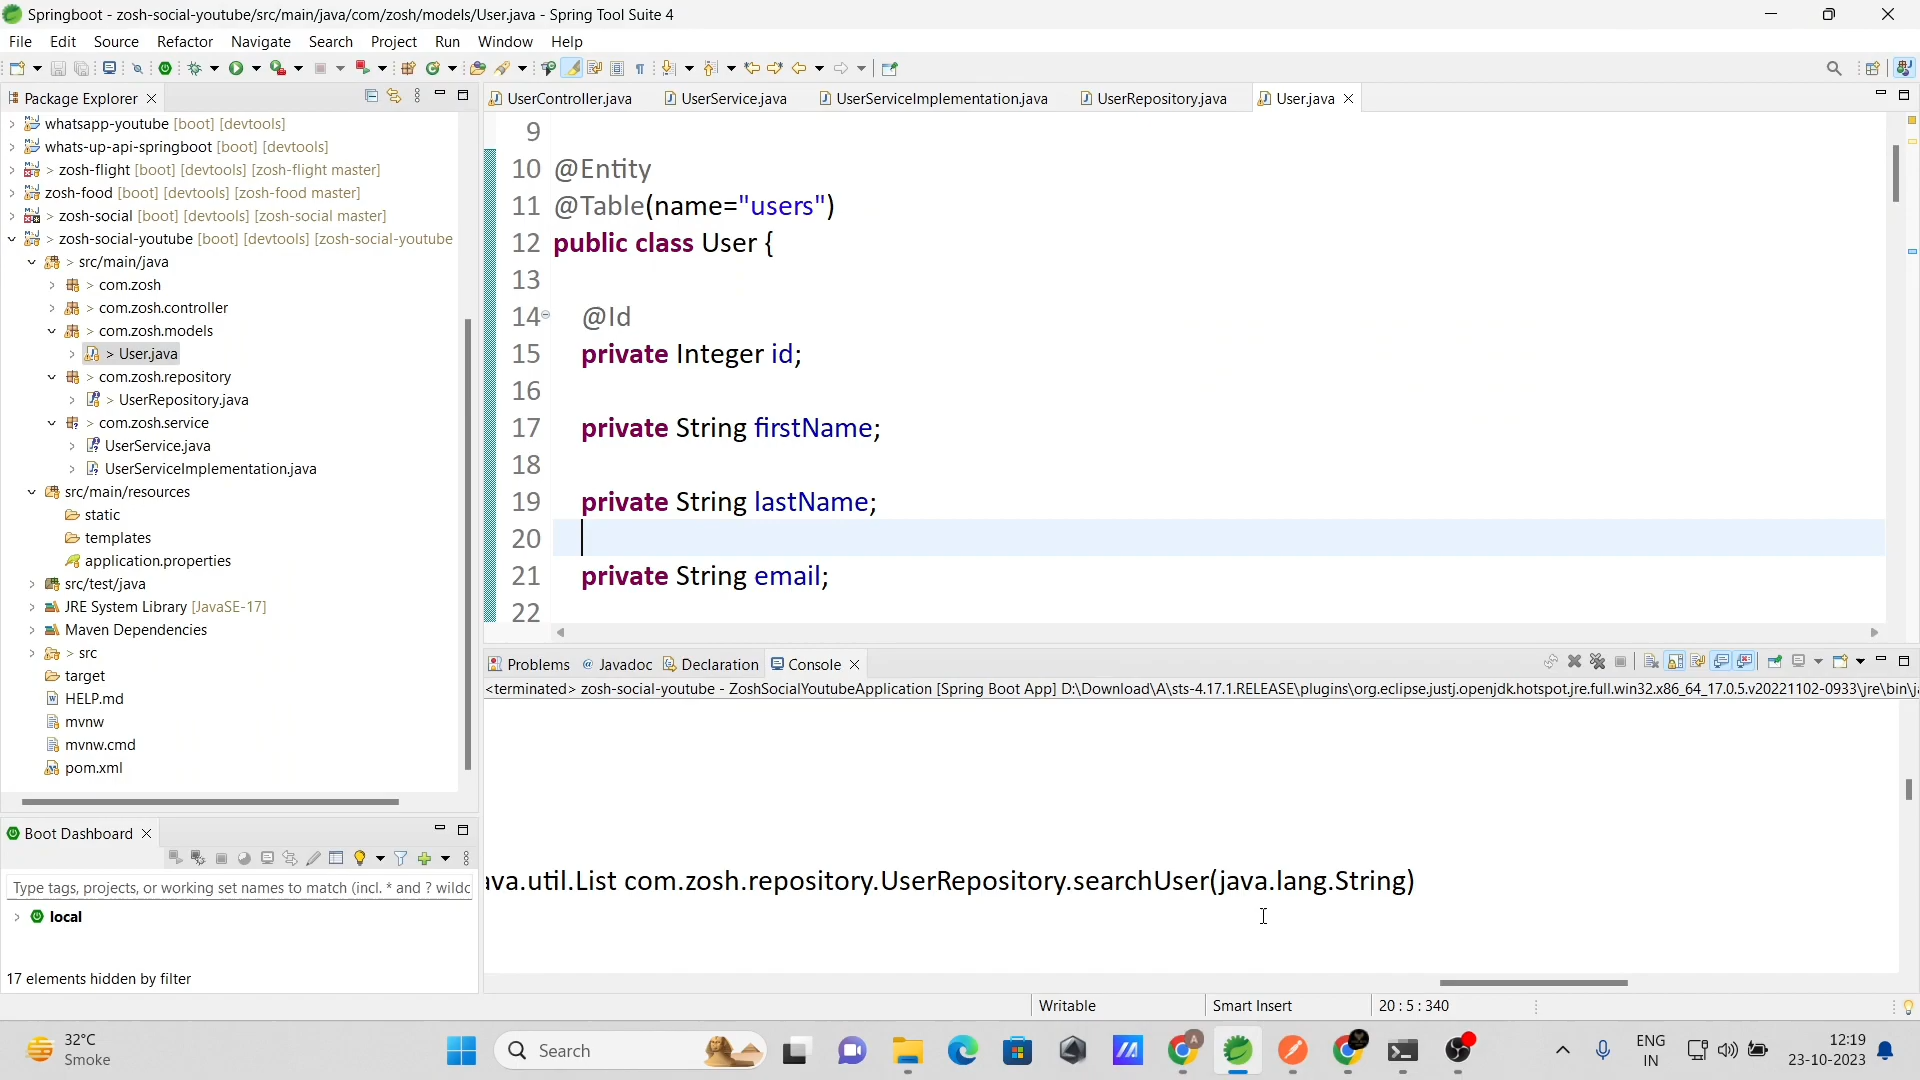 Springboot - zosh-social-youtube/src/main/java/com/zosh/models/User.java - Spring Tool Suite 4
File Edit Source Refactor Navigate Search Project Run Window Help
Package Explorer
whatsapp-youtube [boot] [devtools]
whats-up-api-springboot [boot] [devtools]
> zosh-flight [boot] [devtools] [zosh-flight master]
zosh-food [boot] [devtools] [zosh-food master]
> zosh-social [boot] [devtools] [zosh-social master]
> zosh-social-youtube [boot] [devtools] [zosh-social-youtube
> src/main/java
> com.zosh
> com.zosh.controller
> com.zosh.models
> User.java
> com.zosh.repository
> UserRepository.java
> com.zosh.service
UserService.java
UserServiceImplementation.java
src/main/resources
static
templates
application.properties
src/test/java
JRE System Library [JavaSE-17]
Maven Dependencies
> src
target
HELP.md
mvnw
mvnw.cmd
pom.xml
Boot Dashboard
Type tags, projects, or working set names to match (incl. * and ? wildc
local
17 elements hidden by filter
UserController.java UserService.java UserServiceImplementation.java UserRepository.java User.java
9
10 @Entity
11 @Table(name="users")
12 public class User {
13
14 @Id
15 private Integer id;
16
17 private String firstName;
18
19 private String lastName;
20
21 private String email;
22
Problems @ Javadoc Declaration Console
<terminated> zosh-social-youtube - ZoshSocialYoutubeApplication [Spring Boot App] D:\Download\A\sts-4.17.1.RELEASE\plugins\org.eclipse.justj.openjdk.hotspot.jre.full.win32.x86_64_17.0.5.v20221102-0933\jre\bin\j
ava.util.List com.zosh.repository.UserRepository.searchUser(java.lang.String)
Writable Smart Insert 20 : 5 : 340
32°C
Smoke
Search
ENG
IN
12:19
23-10-2023